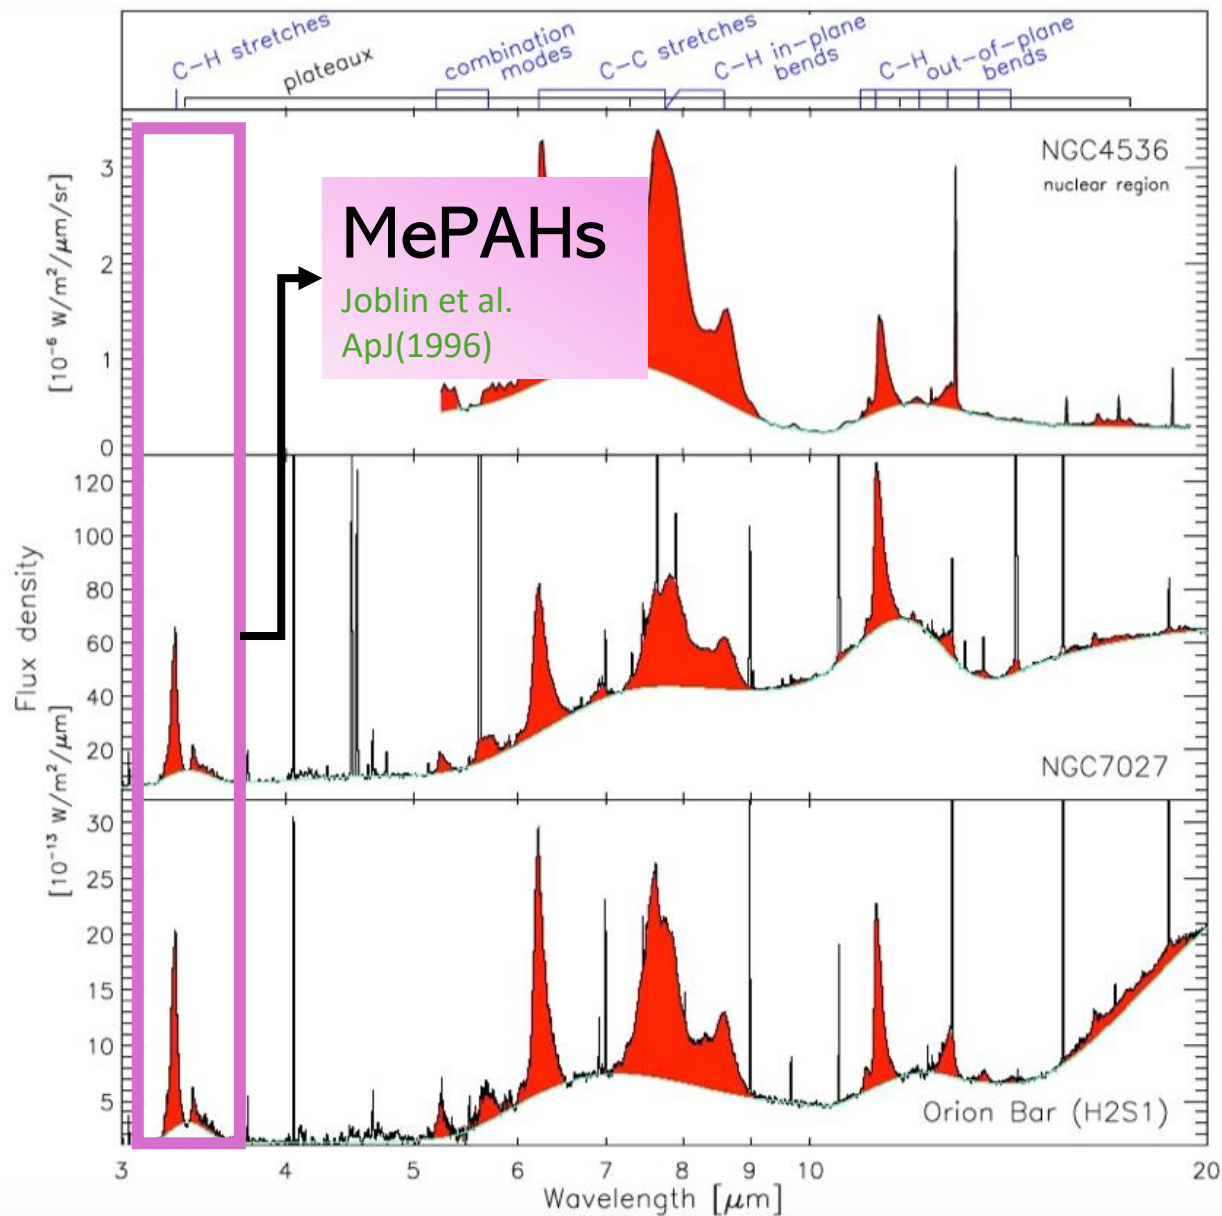 C-H stretches
plateaux
combination
modes
C-C stretches
C-H in-plane
bends
C-H out-of-plane
bends
NGC4536
nuclear region
MePAHs
Joblin et al.
ApJ(1996)
[10⁻⁶ W/m²/μm/sr]
3
2
1
0
Flux density
[10⁻¹³ W/m²/μm]
120
100
80
60
40
20
NGC7027
30
25
20
15
10
5
Orion Bar (H2S1)
3 4 5 6 7 8 9 10 20
Wavelength [μm]